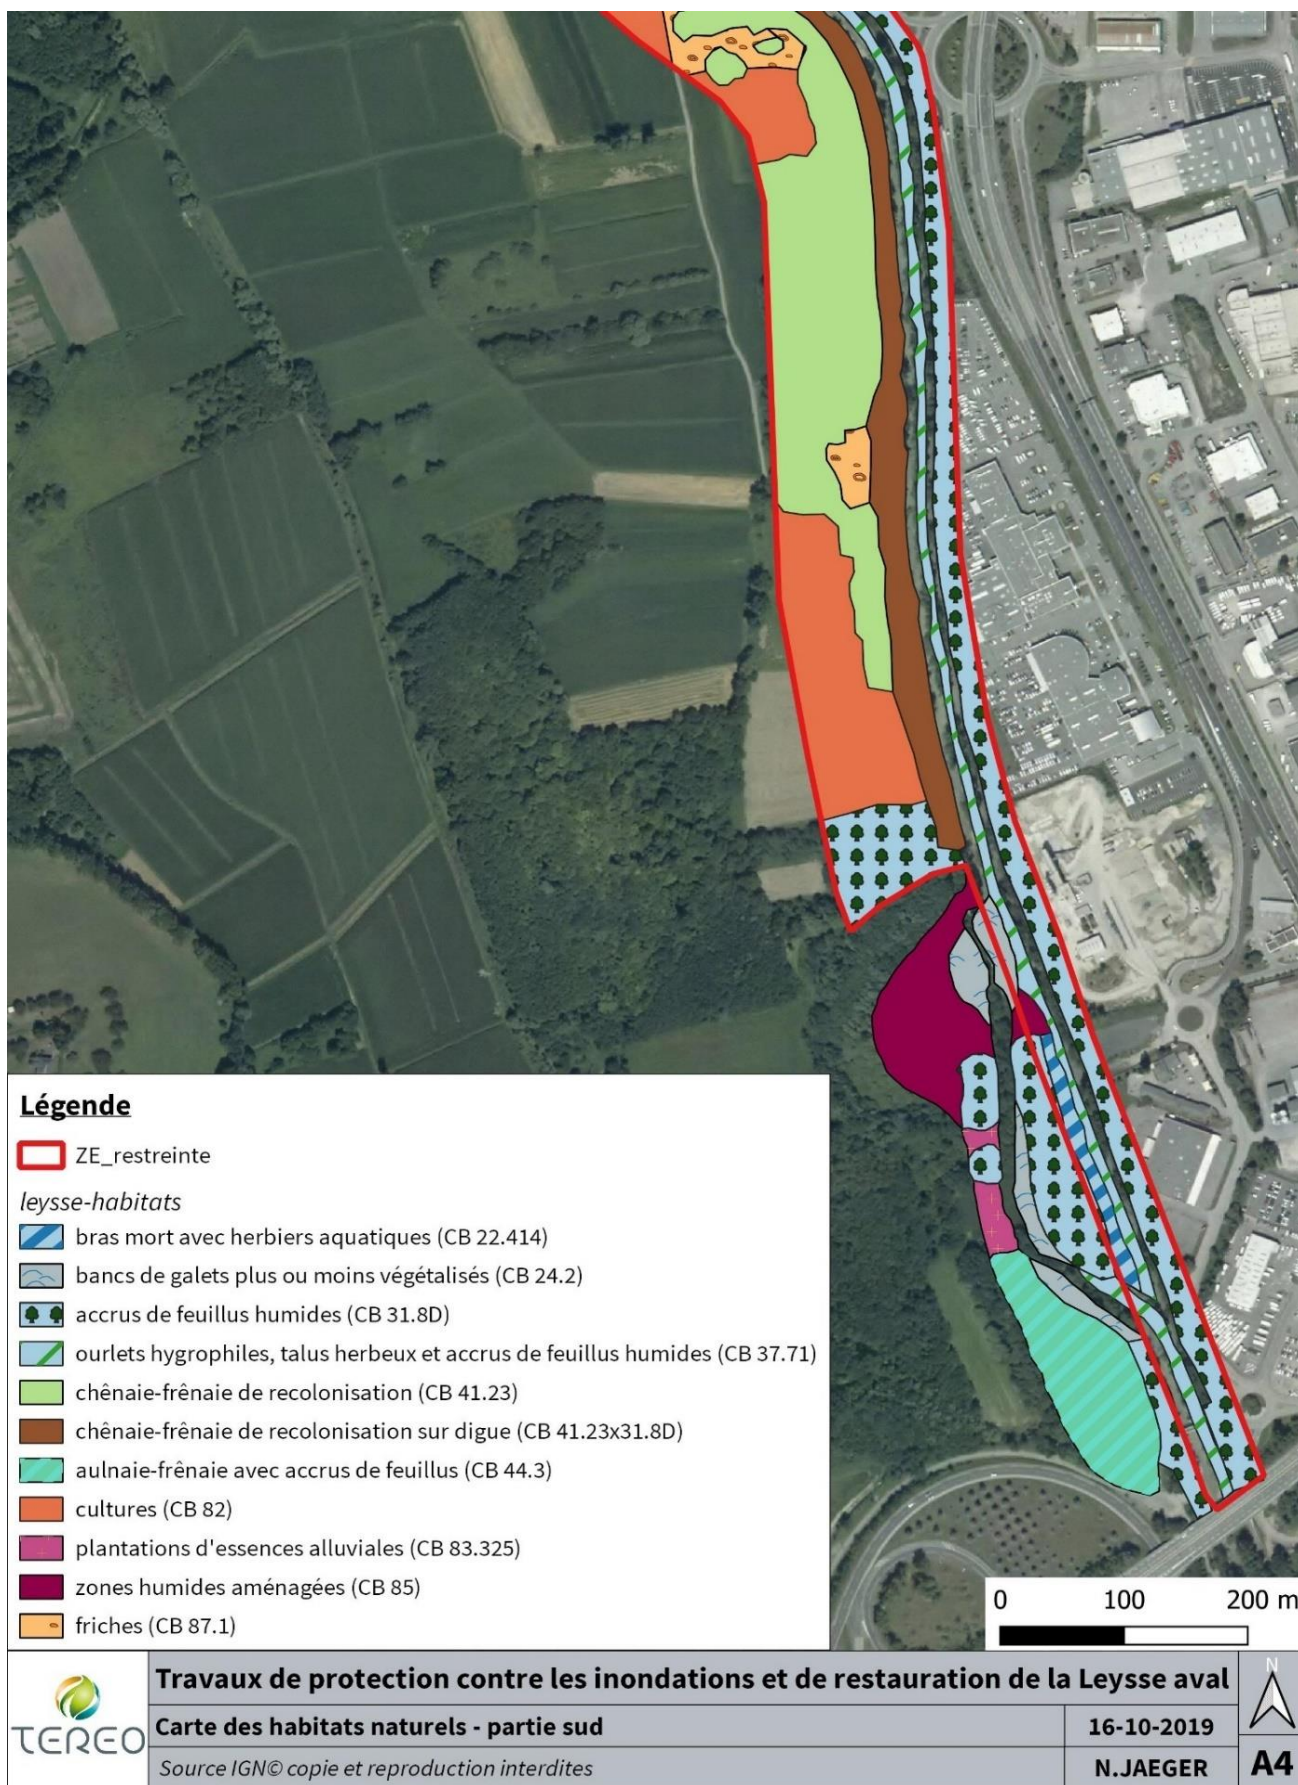 Légende
ZE_restreinte
leysse-habitats
bras mort avec herbiers aquatiques (CB 22.414)
bancs de galets plus ou moins végétalisés (CB 24.2)
accrus de feuillus humides (CB 31.8D)
ourlets hygrophiles, talus herbeux et accrus de feuillus humides (CB 37.71)
chênaie-frênaie de recolonisation (CB 41.23)
chênaie-frênaie de recolonisation sur digue (CB 41.23x31.8D)
aulnaie-frênaie avec accrus de feuillus (CB 44.3)
cultures (CB 82)
plantations d'essences alluviales (CB 83.325)
zones humides aménagées (CB 85)
friches (CB 87.1)
0 100 200 m
TEREO
Travaux de protection contre les inondations et de restauration de la Leysse aval
N
Carte des habitats naturels - partie sud
16-10-2019
Source IGN© copie et reproduction interdites
N.JAEGER
A4